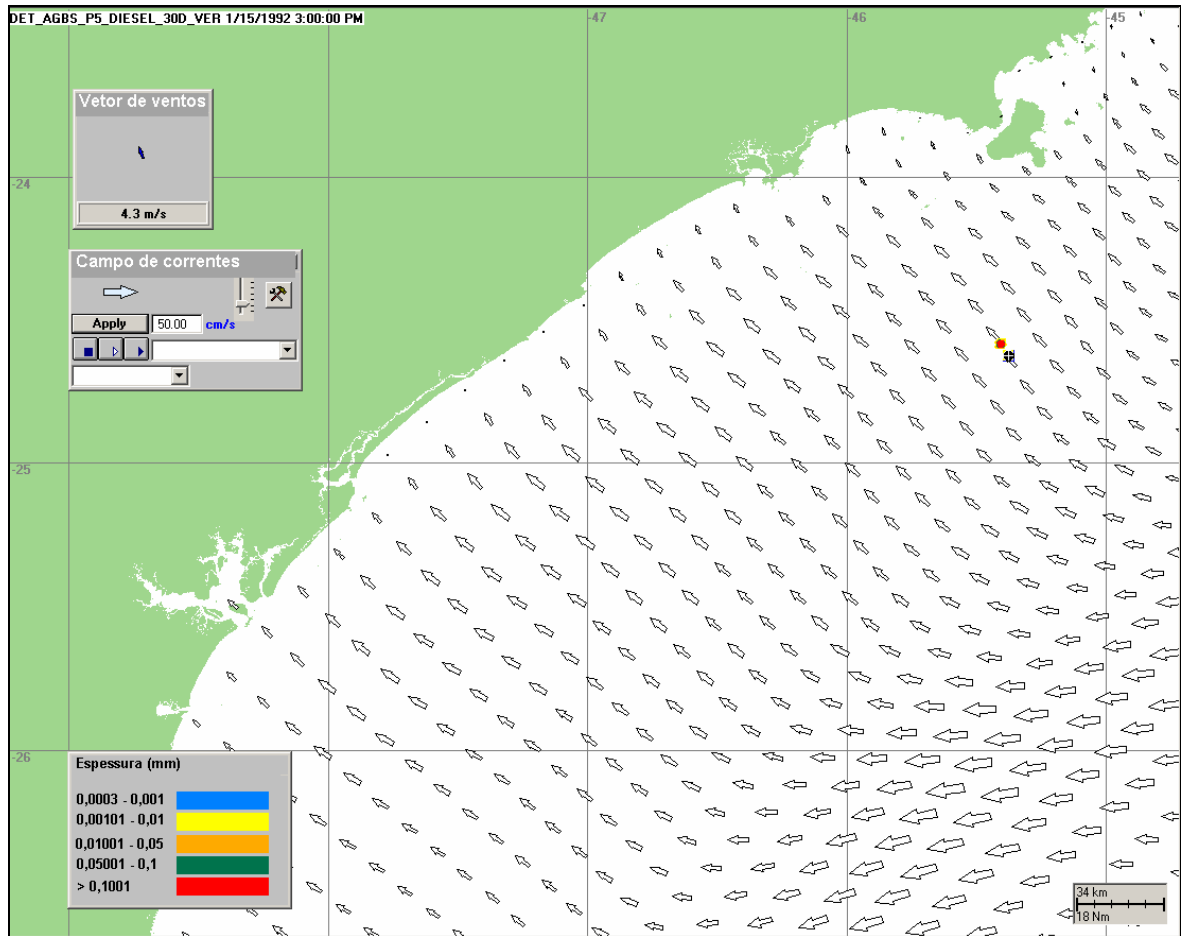 DET_AGBS_P5_DIESEL_30D_VER 1/15/1992 3:00:00 PM
-47
-46
-45
Vetor de ventos
4.3 m/s
-24
Campo de correntes
Apply 50.00 cm/s
-25
-26
Espessura (mm)
0,0003 - 0,001
0,00101 - 0,01
0,01001 - 0,05
0,05001 - 0,1
> 0,1001
34 km
18 Nm